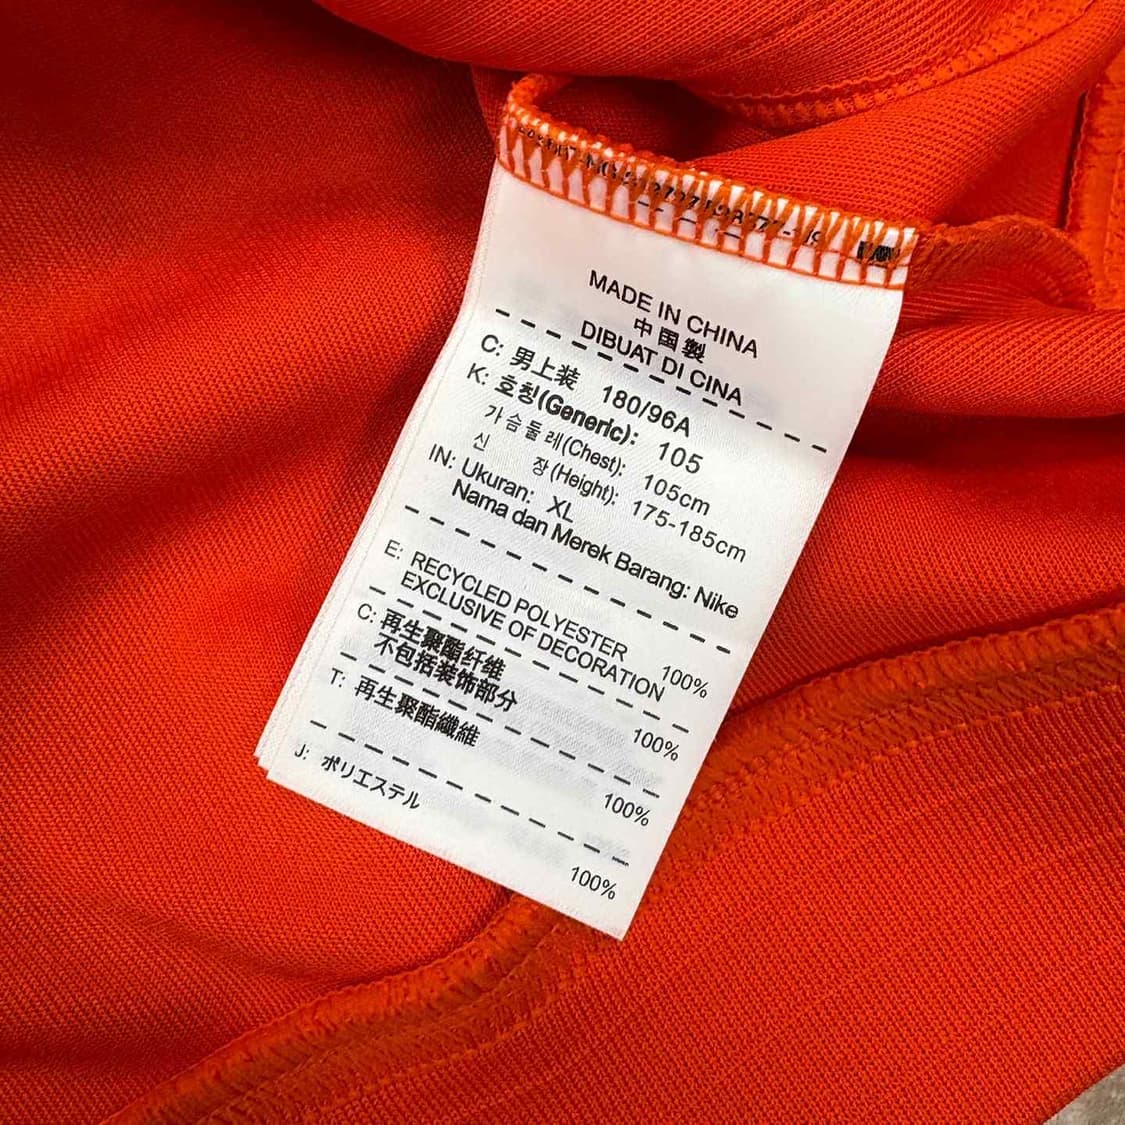 MADE IN CHINA
中国製
DIBUAT DI CINA
C: 男上装 180/96A
K: 호칭(Generic): 105
가슴둘레(Chest): 105cm
신 장(Height): 175-185cm
IN: Ukuran: XL
Nama dan Merek Barang: Nike
E: RECYCLED POLYESTER 100%
EXCLUSIVE OF DECORATION
C: 再生聚酯纤维 100%
不包括装饰部分
T: 再生聚酯纖維 100%
J: ポリエステル 100%